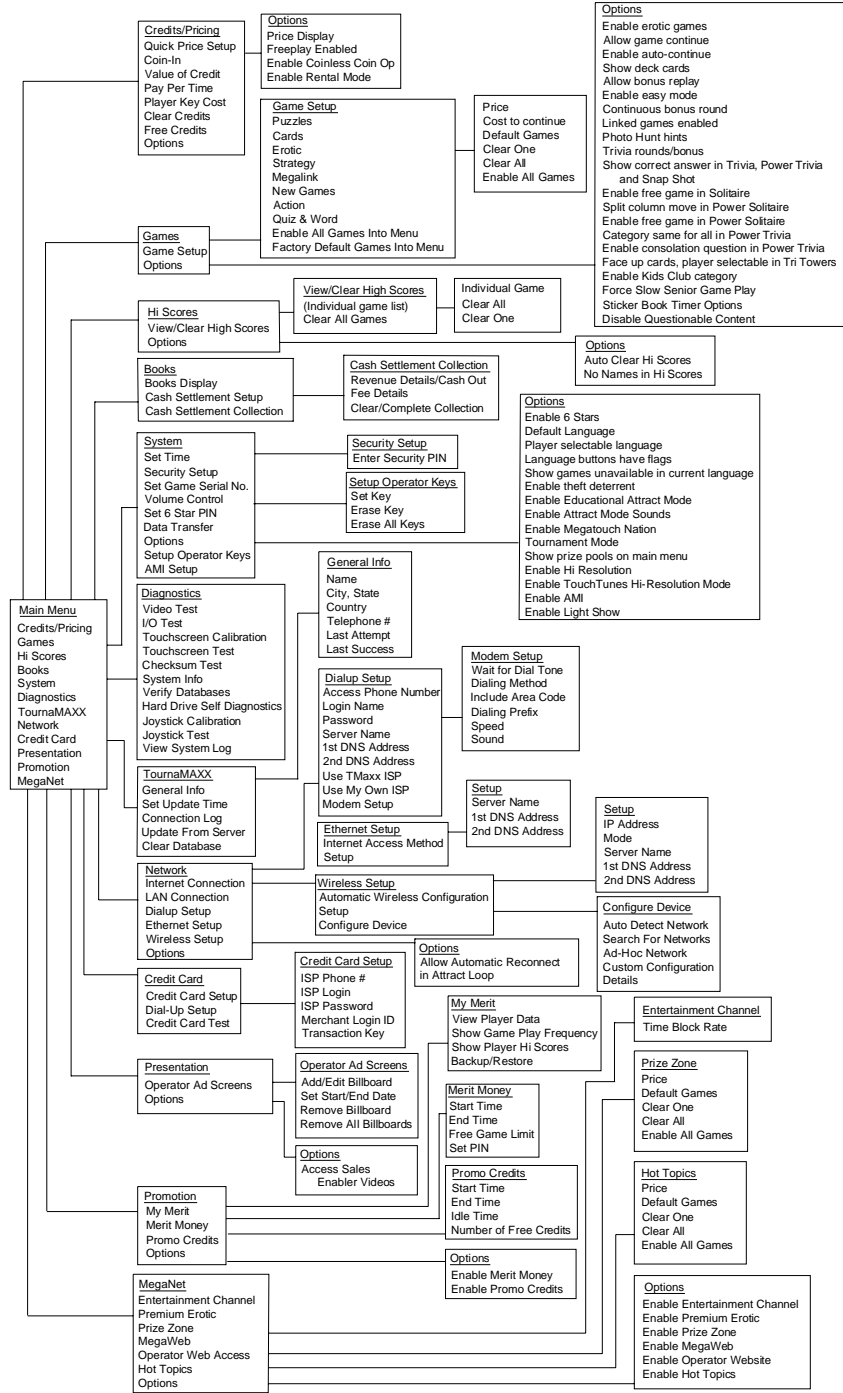 Credits/Pricing
Quick Price Setup
Coin-In
Value of Credit
Pay Per Time
Player Key Cost
Clear Credits
Free Credits
Options
Options
Price Display
Freeplay Enabled
Enable Coinless Coin Op
Enable Rental Mode
Game Setup
Puzzles
Cards
Erotic
Strategy
Megalink
New Games
Action
Quiz & Word
Enable All Games Into Menu
Factory Default Games Into Menu
Price
Cost to continue
Default Games
Clear One
Clear All
Enable All Games
Options
Enable erotic games
Allow game continue
Enable auto-continue
Show deck cards
Allow bonus replay
Enable easy mode
Continuous bonus round
Linked games enabled
Photo Hunt hints
Trivia rounds/bonus
Show correct answer in Trivia, Power Trivia
and Snap Shot
Enable free game in Solitaire
Split column move in Power Solitaire
Enable free game in Power Solitaire
Category same for all in Power Trivia
Enable consolation question in Power Trivia
Face up cards, player selectable in Tri Towers
Enable Kids Club category
Force Slow Senior Game Play
Sticker Book Timer Options
Disable Questionable Content
Games
Game Setup
Options
Hi Scores
View/Clear High Scores
Options
View/Clear High Scores
(Individual game list)
Clear All Games
Individual Game
Clear All
Clear One
Options
Auto Clear Hi Scores
No Names in Hi Scores
Books
Books Display
Cash Settlement Setup
Cash Settlement Collection
Cash Settlement Collection
Revenue Details/Cash Out
Fee Details
Clear/Complete Collection
System
Set Time
Security Setup
Set Game Serial No.
Volume Control
Set 6 Star PIN
Data Transfer
Options
Setup Operator Keys
AMI Setup
Security Setup
Enter Security PIN
Setup Operator Keys
Set Key
Erase Key
Erase All Keys
Options
Enable 6 Stars
Default Language
Player selectable language
Language buttons have flags
Show games unavailable in current language
Enable theft deterrent
Enable Educational Attract Mode
Enable Attract Mode Sounds
Enable Megatouch Nation
Tournament Mode
Show prize pools on main menu
Enable Hi Resolution
Enable TouchTunes Hi-Resolution Mode
Enable AMI
Enable Light Show
Main Menu
Credits/Pricing
Games
Hi Scores
Books
System
Diagnostics
TournaMAXX
Network
Credit Card
Presentation
Promotion
MegaNet
Diagnostics
Video Test
I/O Test
Touchscreen Calibration
Touchscreen Test
Checksum Test
System Info
Verify Databases
Hard Drive Self Diagnostics
Joystick Calibration
Joystick Test
View System Log
General Info
Name
City, State
Country
Telephone #
Last Attempt
Last Success
TournaMAXX
General Info
Set Update Time
Connection Log
Update From Server
Clear Database
Dialup Setup
Access Phone Number
Login Name
Password
Server Name
1st DNS Address
2nd DNS Address
Use TMaxx ISP
Use My Own ISP
Modem Setup
Modem Setup
Wait for Dial Tone
Dialing Method
Include Area Code
Dialing Prefix
Speed
Sound
Ethernet Setup
Internet Access Method
Setup
Setup
Server Name
1st DNS Address
2nd DNS Address
Setup
IP Address
Mode
Server Name
1st DNS Address
2nd DNS Address
Network
Internet Connection
LAN Connection
Dialup Setup
Ethernet Setup
Wireless Setup
Options
Wireless Setup
Automatic Wireless Configuration
Setup
Configure Device
Configure Device
Auto Detect Network
Search For Networks
Ad-Hoc Network
Custom Configuration
Details
Options
Allow Automatic Reconnect
in Attract Loop
Credit Card
Credit Card Setup
Dial-Up Setup
Credit Card Test
Credit Card Setup
ISP Phone #
ISP Login
ISP Password
Merchant Login ID
Transaction Key
My Merit
View Player Data
Show Game Play Frequency
Show Player Hi Scores
Backup/Restore
Entertainment Channel
Time Block Rate
Presentation
Operator Ad Screens
Options
Operator Ad Screens
Add/Edit Billboard
Set Start/End Date
Remove Billboard
Remove All Billboards
Options
Access Sales
Enabler Videos
Merit Money
Start Time
End Time
Free Game Limit
Set PIN
Prize Zone
Price
Default Games
Clear One
Clear All
Enable All Games
Promotion
My Merit
Merit Money
Promo Credits
Options
Promo Credits
Start Time
End Time
Idle Time
Number of Free Credits
Hot Topics
Price
Default Games
Clear One
Clear All
Enable All Games
Options
Enable Merit Money
Enable Promo Credits
MegaNet
Entertainment Channel
Premium Erotic
Prize Zone
MegaWeb
Operator Web Access
Hot Topics
Options
Options
Enable Entertainment Channel
Enable Premium Erotic
Enable Prize Zone
Enable MegaWeb
Enable Operator Website
Enable Hot Topics